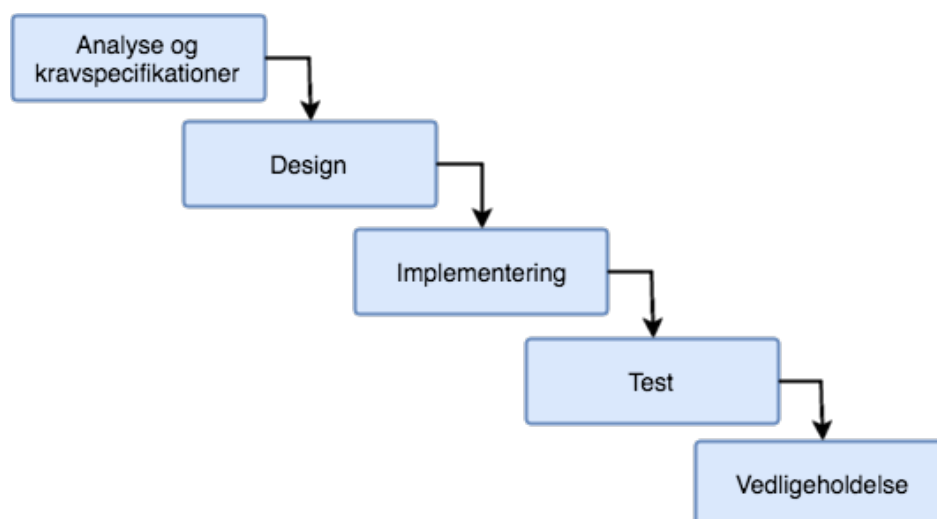 Analyse og
kravspecifikationer
Design
Implementering
Test
Vedligeholdelse